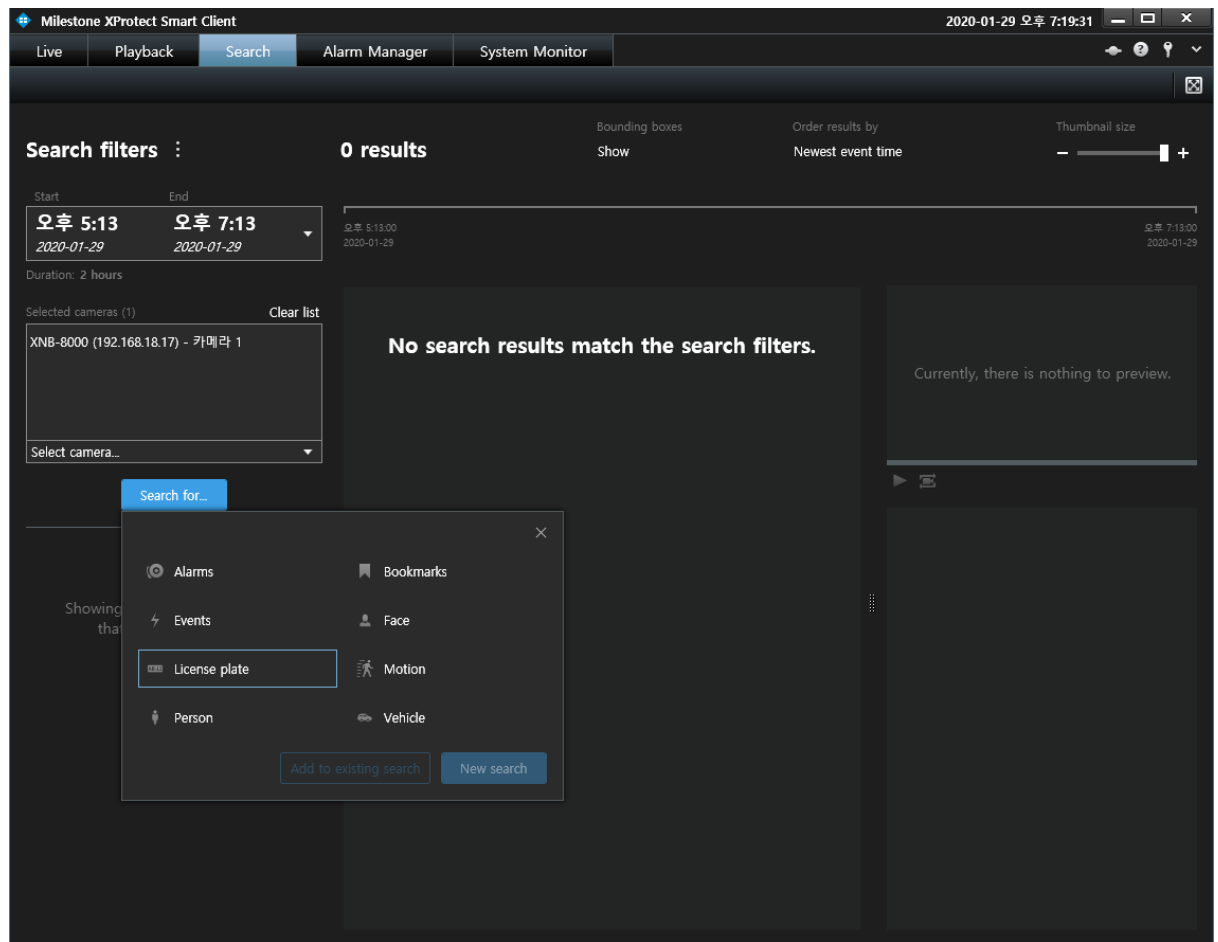 Milestone XProtect Smart Client
2020-01-29 오후 7:19:31
Live
Playback
Search
Alarm Manager
System Monitor
Search filters
0 results
Bounding boxes
Show
Order results by
Newest event time
Thumbnail size
Start
End
오후 5:13
오후 7:13
2020-01-29
2020-01-29
Duration: 2 hours
오후 5:13:00
2020-01-29
오후 7:13:00
2020-01-29
Selected cameras (1)
Clear list
XNB-8000 (192.168.18.17) - 카메라 1
Select camera...
Search for...
No search results match the search filters.
Currently, there is nothing to preview.
Showing
Alarms
Bookmarks
Events
Face
License plate
Motion
Person
Vehicle
Add to existing search
New search